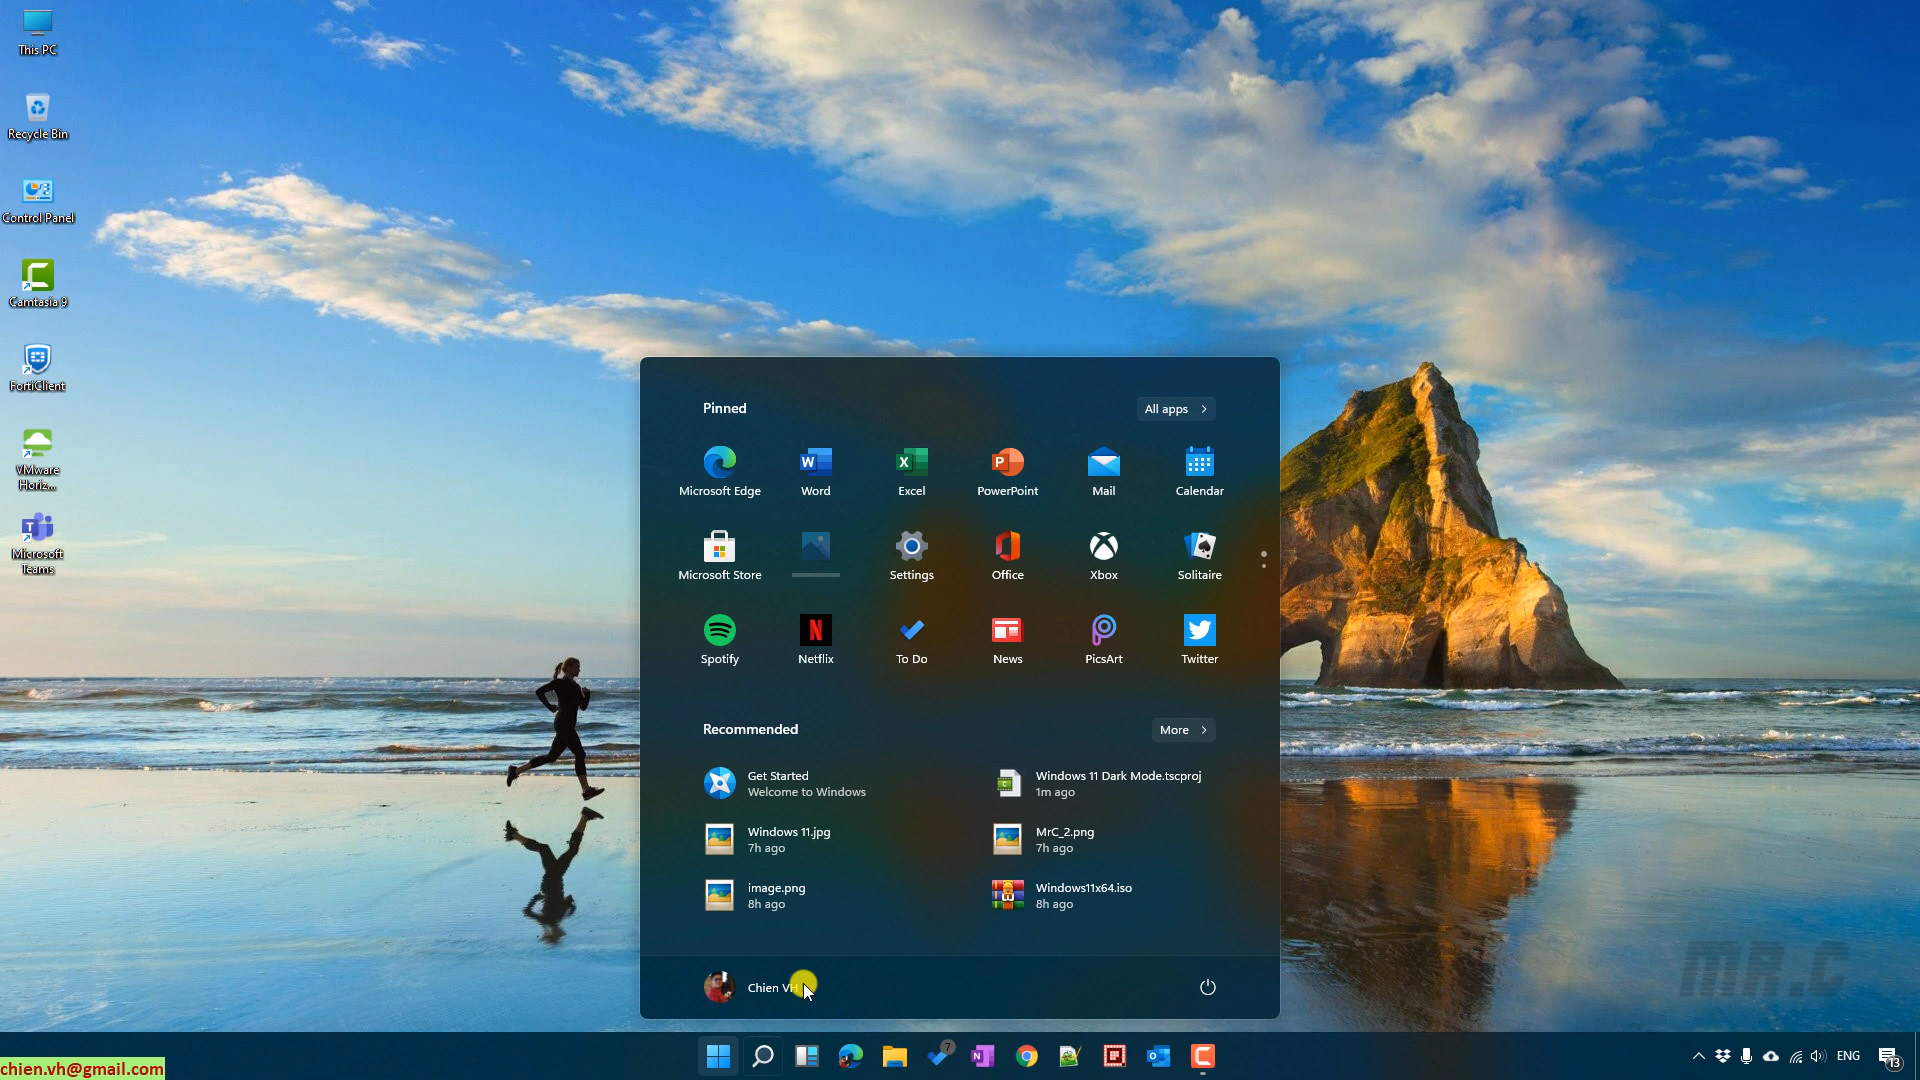 This PC
Recycle Bin
Control Panel
Camtasia 9
FortiClient
VMware
Horiz...
Microsoft
Teams
Pinned
All apps
Microsoft Edge
Word
Excel
PowerPoint
Mail
Calendar
Microsoft Store
Settings
Office
Xbox
Solitaire
Spotify
Netflix
To Do
News
PicsArt
Twitter
Recommended
More
Get Started
Welcome to Windows
Windows 11 Dark Mode.tscproj
1m ago
Windows 11.jpg
7h ago
MrC_2.png
7h ago
image.png
8h ago
Windows11x64.iso
8h ago
Chien VH
MR.C
chien.vh@gmail.com
7
ENG
13